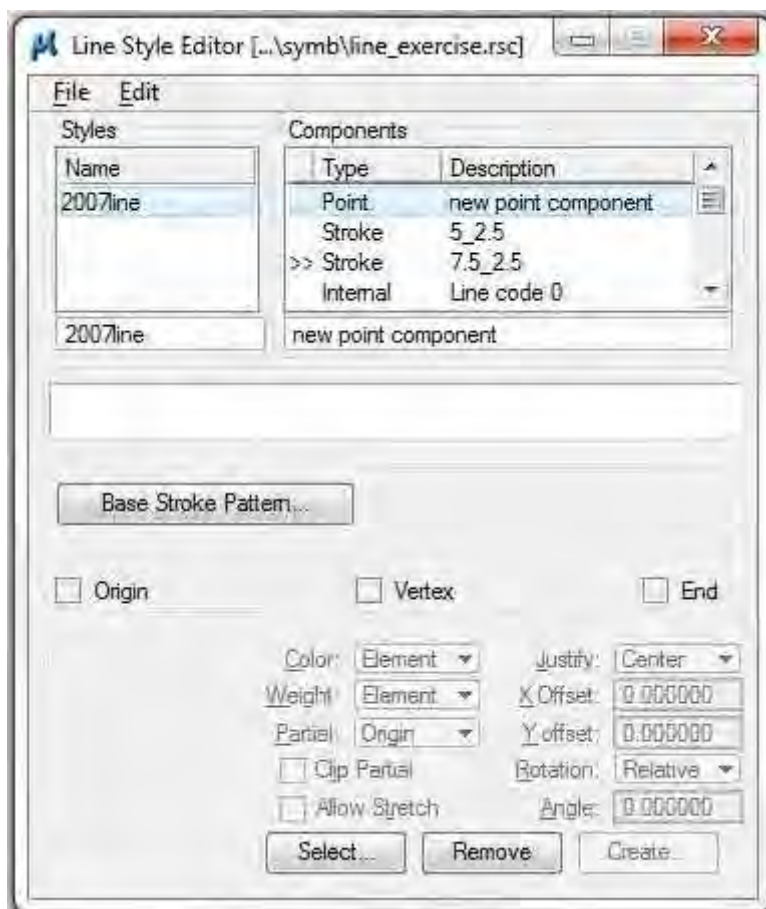 Line Style Editor [...\symb\line_exercise.rsc]
File Edit
Styles Components
Name Type Description
2007line Point new point component
Stroke 5_2.5
>> Stroke 7.5_2.5
Internal Line code 0
2007line new point component
Base Stroke Pattern...
Origin Vertex End
Color: Element Justify: Center
Weight: Element X Offset: 0.000000
Partial: Origin Y offset: 0.000000
Clip Partial Rotation: Relative
Allow Stretch Angle: 0.000000
Select... Remove Create...